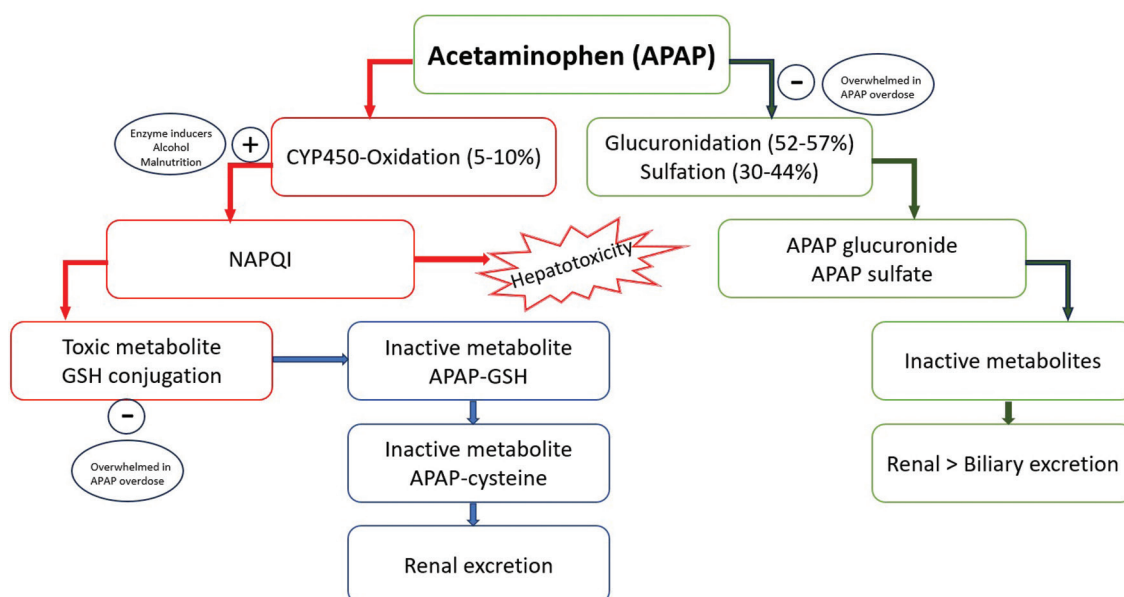 Acetaminophen (APAP)
−
Overwhelmed in
APAP overdose
Enzyme inducers
Alcohol
Malnutrition
+
CYP450-Oxidation (5-10%)
Glucuronidation (52-57%)
Sulfation (30-44%)
NAPQI
Hepatotoxicity
APAP glucuronide
APAP sulfate
Toxic metabolite
GSH conjugation
Inactive metabolite
APAP-GSH
Inactive metabolites
−
Overwhelmed in
APAP overdose
Inactive metabolite
APAP-cysteine
Renal > Biliary excretion
Renal excretion